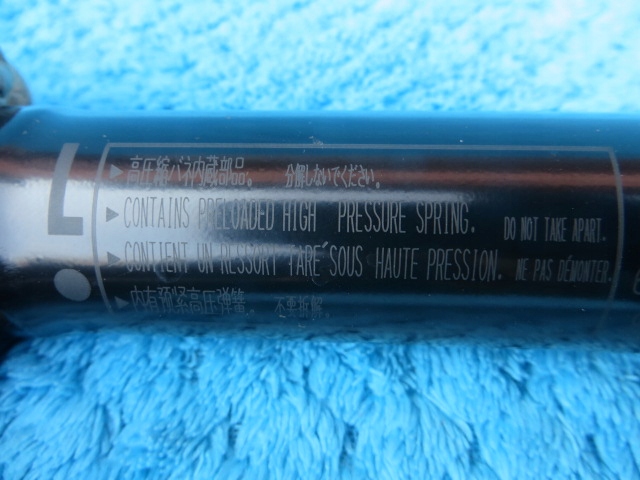 !
▶高圧縮バネ内蔵部品。 分解しないでください。
▶CONTAINS PRELOADED HIGH PRESSURE SPRING. DO NOT TAKE APART.
▶CONTIENT UN RESSORT TARÉ SOUS HAUTE PRESSION. NE PAS DÉMONTER.
▶内有预紧高压弹簧。 不要拆解。